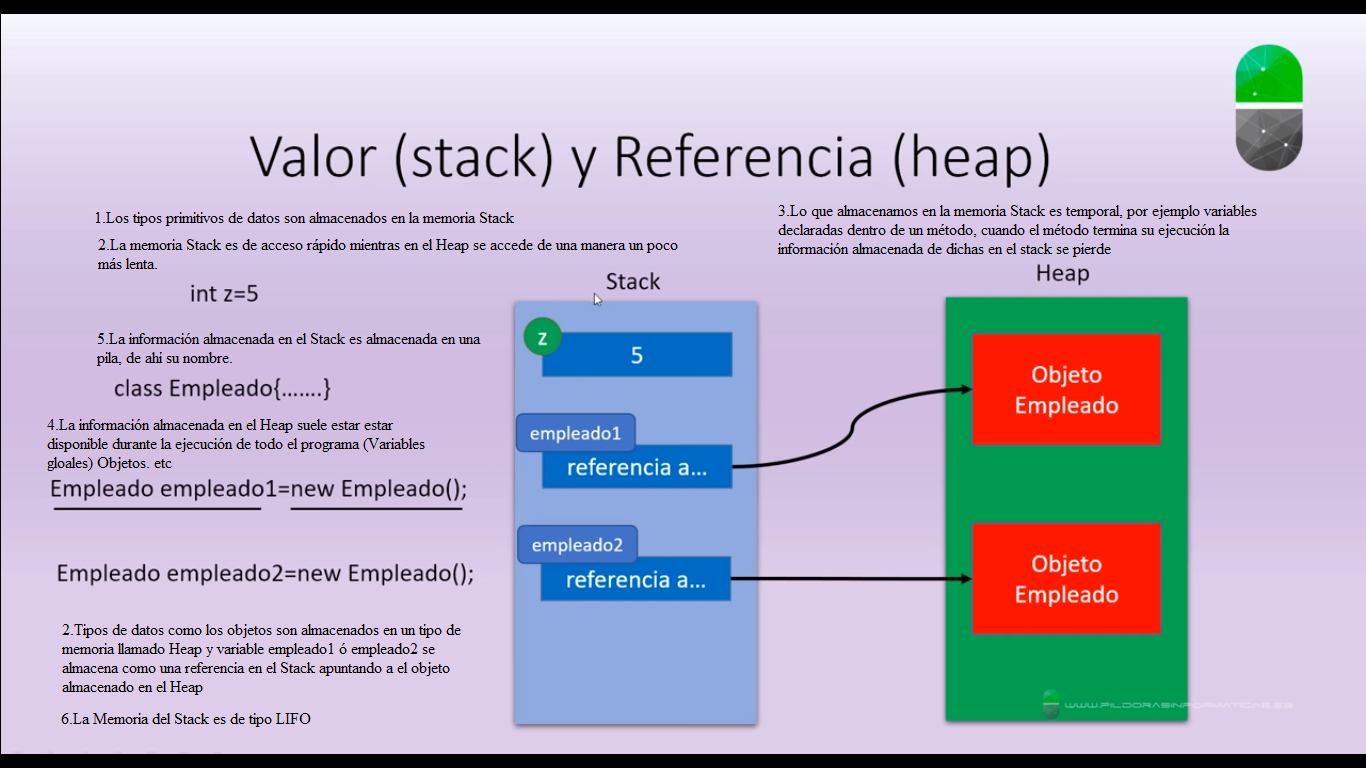 Valor (stack) y Referencia (heap)
1.Los tipos primitivos de datos son almacenados en la memoria Stack
2.La memoria Stack es de acceso rápido mientras en el Heap se accede de una manera un poco
más lenta.
3.Lo que almacenamos en la memoria Stack es temporal, por ejemplo variables
declaradas dentro de un método, cuando el método termina su ejecución la
información almacenada de dichas en el stack se pierde
int z=5
5.La información almacenada en el Stack es almacenada en una
pila, de ahi su nombre.
class Empleado{.......}
4.La información almacenada en el Heap suele estar estar
disponible durante la ejecución de todo el programa (Variables
gloales) Objetos. etc
Empleado empleado1=new Empleado();
Empleado empleado2=new Empleado();
2.Tipos de datos como los objetos son almacenados en un tipo de
memoria llamado Heap y variable empleado1 ó empleado2 se
almacena como una referencia en el Stack apuntando a el objeto
almacenado en el Heap
6.La Memoria del Stack es de tipo LIFO
Stack
z
5
empleado1
referencia a...
empleado2
referencia a...
Heap
Objeto
Empleado
Objeto
Empleado
WWW.PILDORASINFORMATICAS.ES